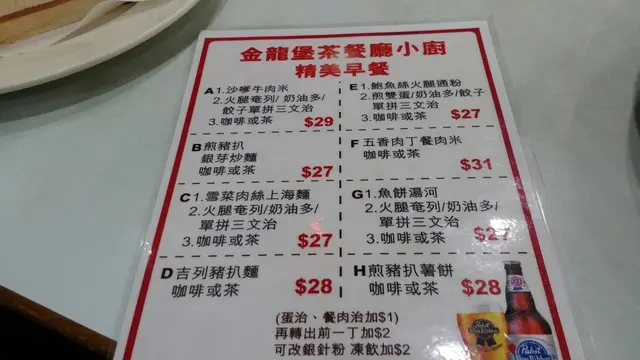 金龍堡茶餐廳小廚
精美早餐
A 1.沙嗲牛肉米
2.火腿奄列/奶油多/
餃子單拼三文治
3.咖啡或茶 $29
B 煎豬扒
銀芽炒麵
咖啡或茶 $27
C 1.雪菜肉絲上海麵
2.火腿奄列/奶油多/
單拼三文治
3.咖啡或茶 $27
D 吉列豬扒麵
咖啡或茶 $28
E 1.鮑魚絲火腿通粉
2.煎雙蛋/奶油多/餃子
單拼三文治
3.咖啡或茶 $27
F 五香肉丁餐肉米
咖啡或茶 $31
G 1.魚餅湯河
2.火腿奄列/奶油多/
單拼三文治
3.咖啡或茶 $27
H 煎豬扒薯餅
咖啡或茶 $28
(蛋治、餐肉治加$1)
再轉出前一丁加$2
可改銀針粉 凍飲加$2
Pabst
Blue Ribbon
Pabst